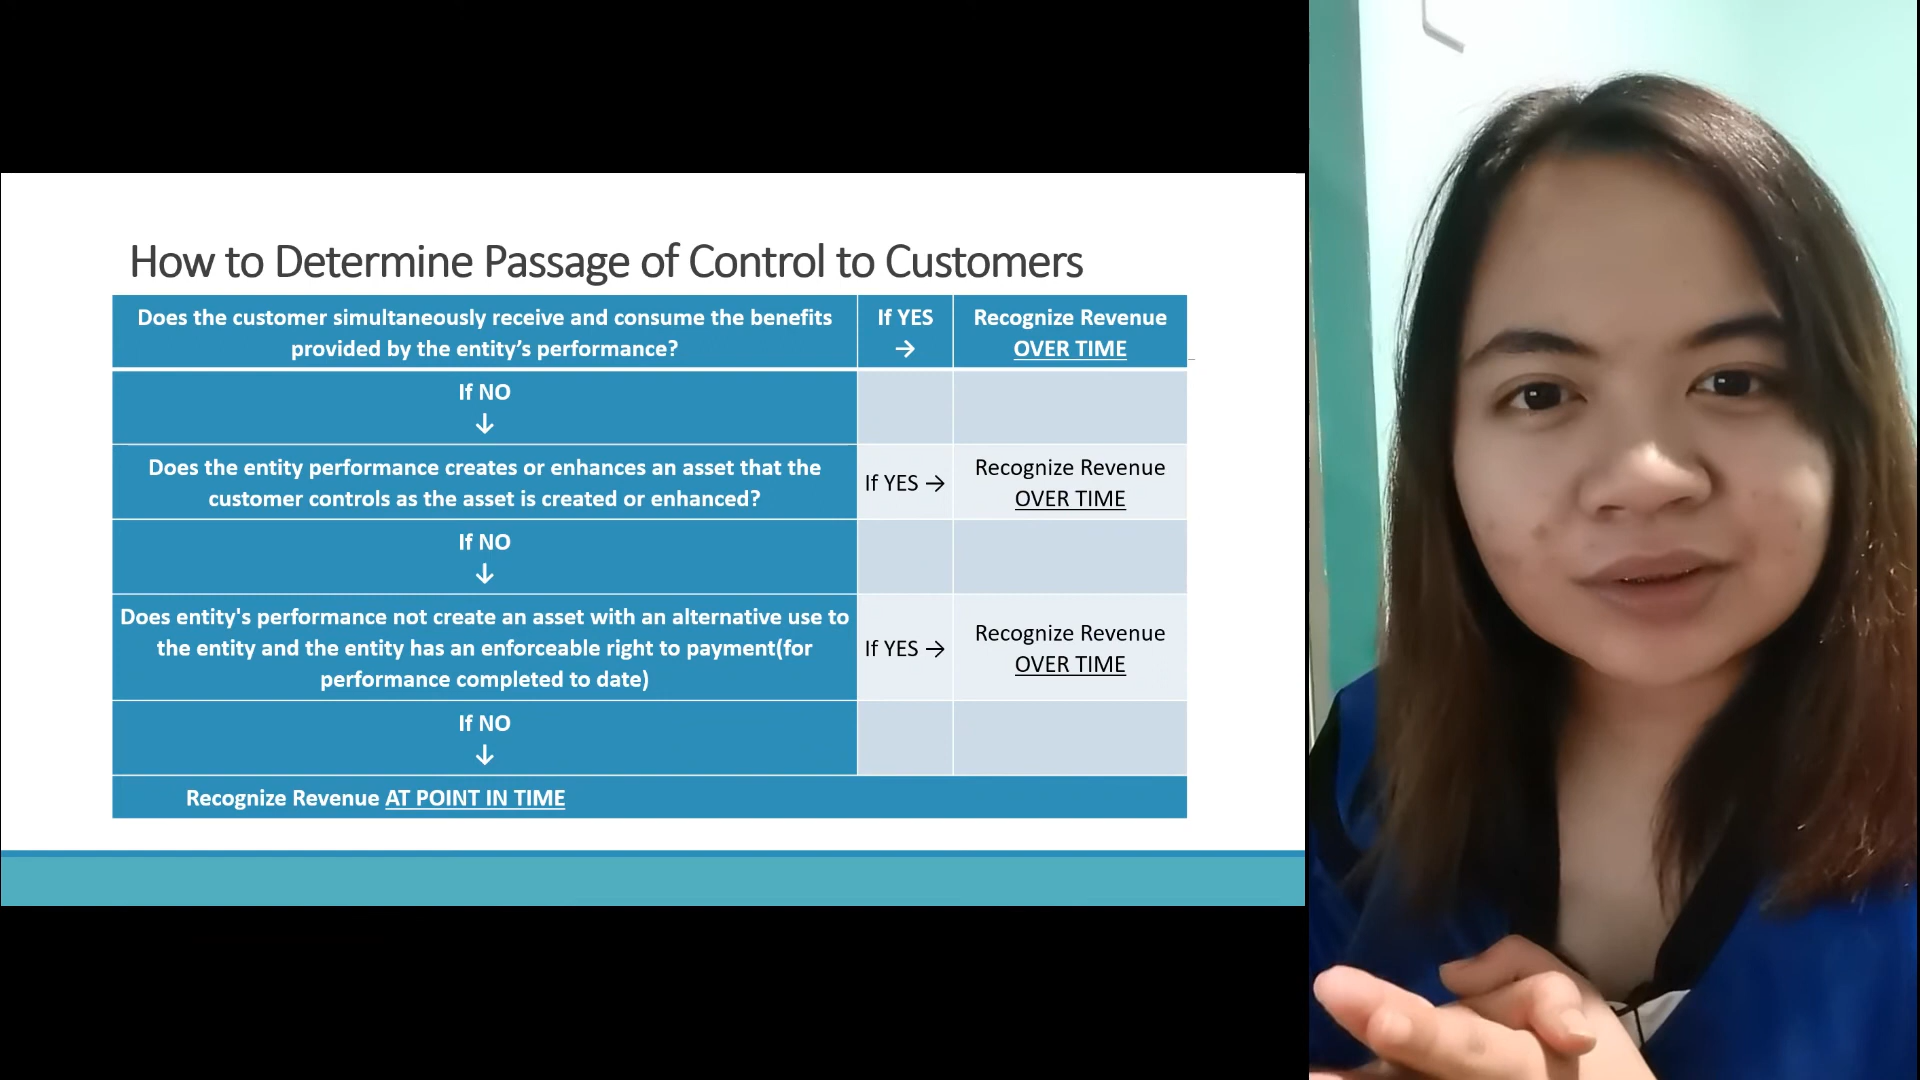 How to Determine Passage of Control to Customers
Does the customer simultaneously receive and consume the benefits
provided by the entity’s performance?
If YES
→
Recognize Revenue
OVER TIME
If NO
↓
Does the entity performance creates or enhances an asset that the
customer controls as the asset is created or enhanced?
If YES →
Recognize Revenue
OVER TIME
If NO
↓
Does entity's performance not create an asset with an alternative use to
the entity and the entity has an enforceable right to payment(for
performance completed to date)
If YES →
Recognize Revenue
OVER TIME
If NO
↓
Recognize Revenue AT POINT IN TIME